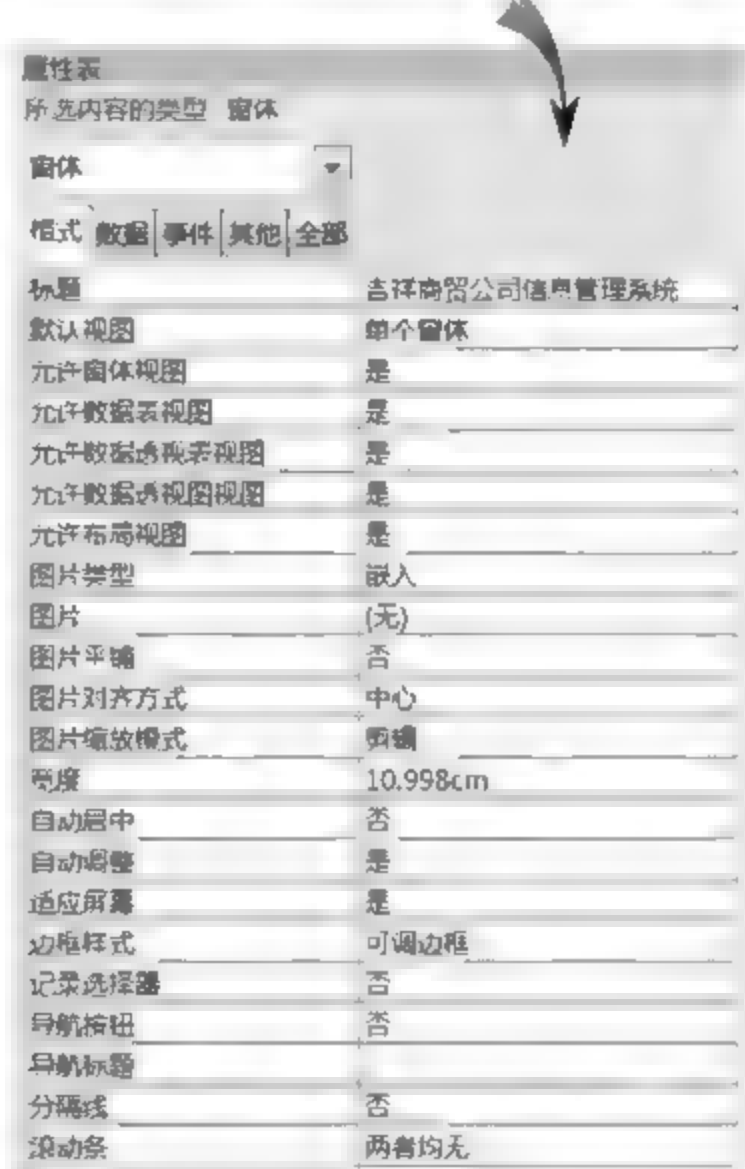 属性表
所选内容的类型 窗体
窗体
格式 数据 事件 其他 全部
标题 吉祥商贸公司信息管理系统
默认视图 单个窗体
允许窗体视图 是
允许数据表视图 是
允许数据透视表视图 是
允许数据透视图视图 是
允许布局视图 是
图片类型 嵌入
图片 (无)
图片平铺 否
图片对齐方式 中心
图片缩放模式 剪辑
宽度 10.998cm
自动居中 否
自动调整 是
适应屏幕 是
边框样式 可调边框
记录选择器 否
导航按钮 否
导航标题
分隔线 否
滚动条 两者均无